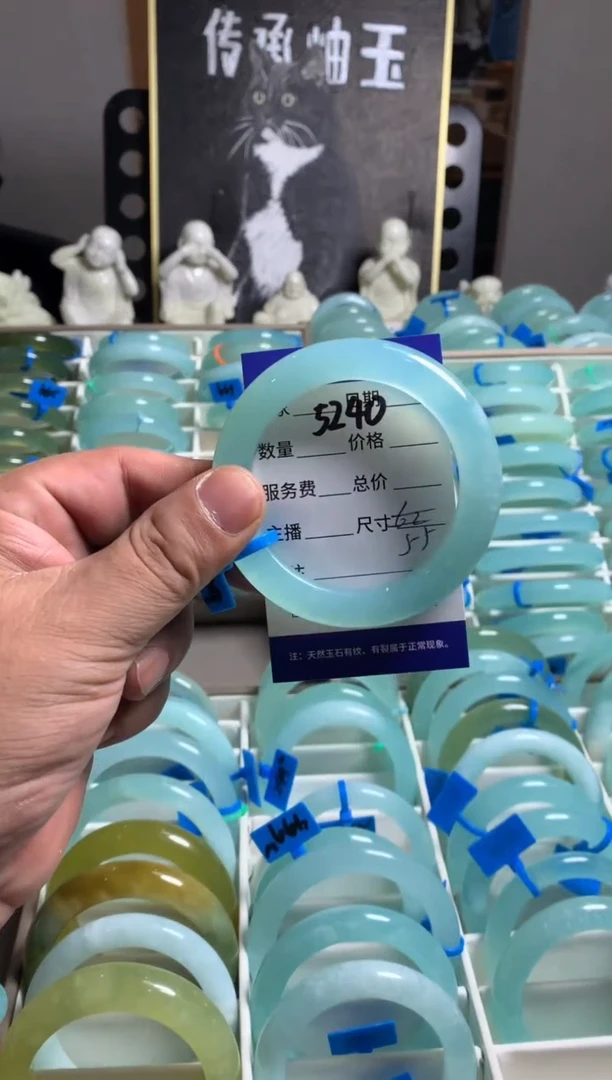 传承岫玉
日期
5240
数量 价格
服务费 总价
主播 尺寸 62
55
注：天然玉石有纹、有裂属于正常现象。